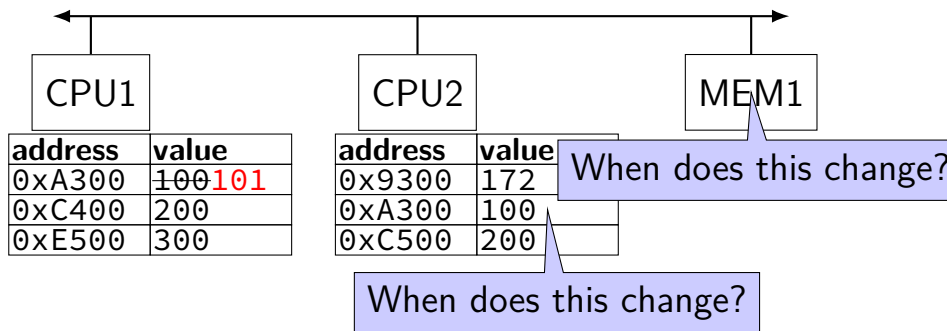 CPU1 CPU2 MEM1
address value address value
0xA300 100101 0x9300 172
0xC400 200 0xA300 100
0xE500 300 0xC500 200
When does this change?
When does this change?